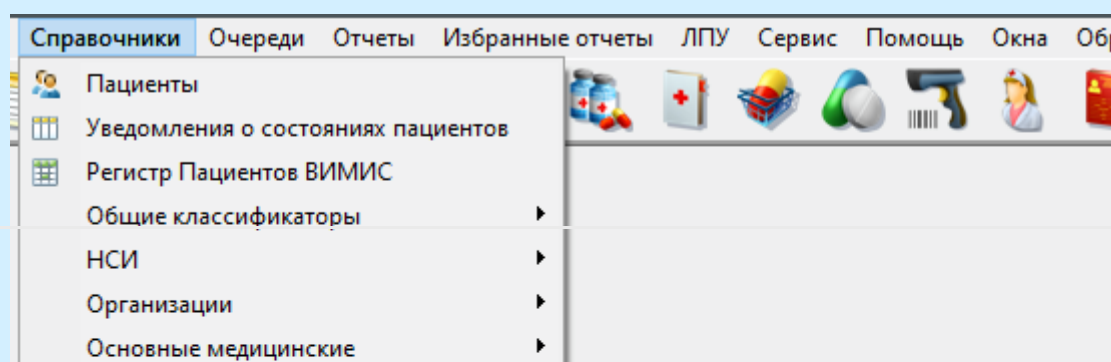 Справочники Очереди Отчеты Избранные отчеты ЛПУ Сервис Помощь Окна
Пациенты
Уведомления о состояниях пациентов
Регистр Пациентов ВИМИС
Общие классификаторы
НСИ
Организации
Основные медицинские